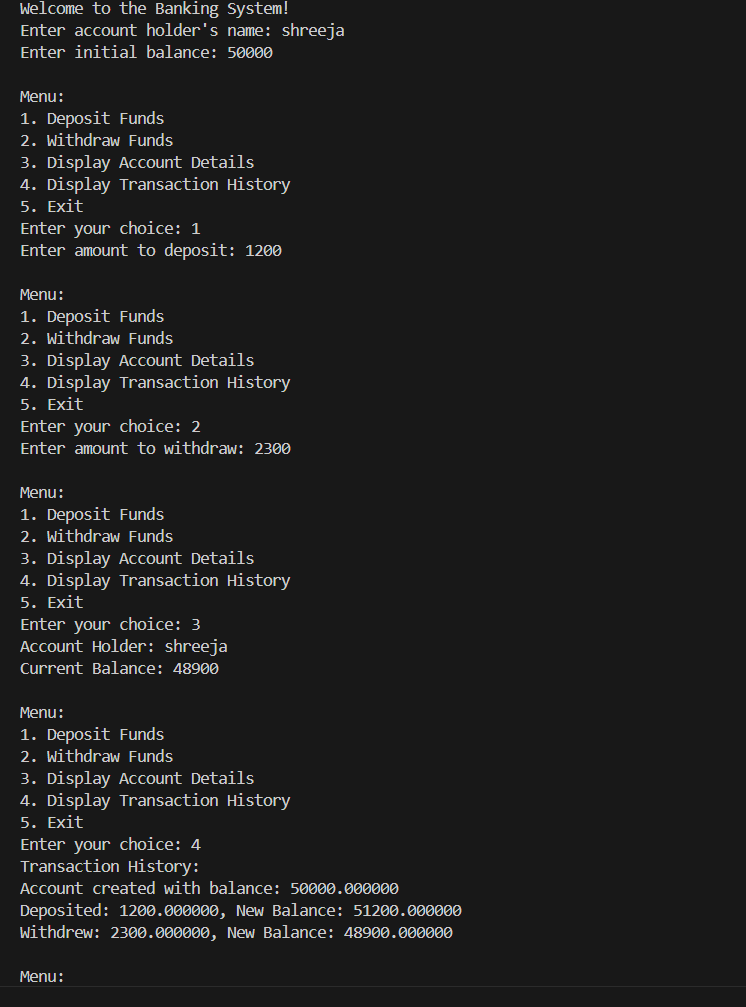 Welcome to the Banking System!
Enter account holder's name: shreeja
Enter initial balance: 50000
Menu:
1. Deposit Funds
2. Withdraw Funds
3. Display Account Details
4. Display Transaction History
5. Exit
Enter your choice: 1
Enter amount to deposit: 1200
Menu:
1. Deposit Funds
2. Withdraw Funds
3. Display Account Details
4. Display Transaction History
5. Exit
Enter your choice: 2
Enter amount to withdraw: 2300
Menu:
1. Deposit Funds
2. Withdraw Funds
3. Display Account Details
4. Display Transaction History
5. Exit
Enter your choice: 3
Account Holder: shreeja
Current Balance: 48900
Menu:
1. Deposit Funds
2. Withdraw Funds
3. Display Account Details
4. Display Transaction History
5. Exit
Enter your choice: 4
Transaction History:
Account created with balance: 50000.000000
Deposited: 1200.000000, New Balance: 51200.000000
Withdrew: 2300.000000, New Balance: 48900.000000
Menu: